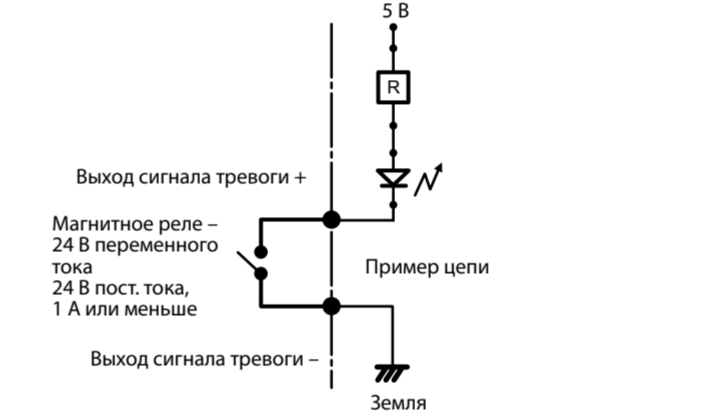 5 В
R
Выход сигнала тревоги +
Магнитное реле –
24 В переменного
тока
24 В пост. тока,
1 А или меньше
Пример цепи
Выход сигнала тревоги –
Земля